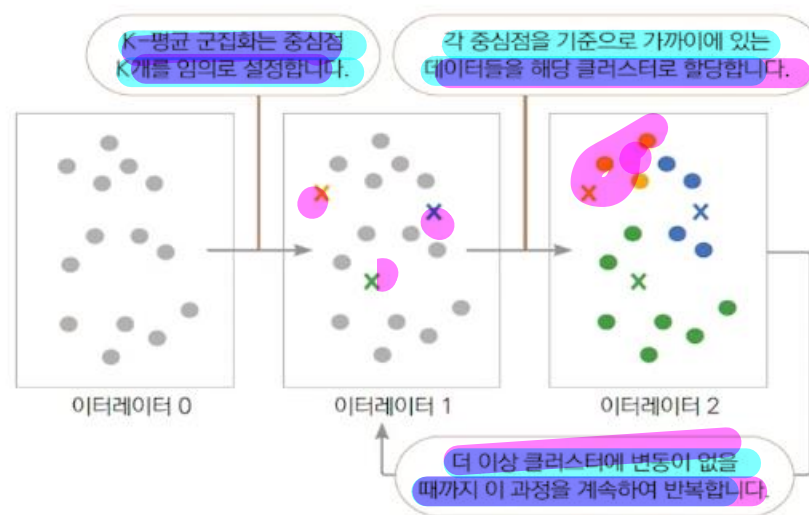 K-평균 군집화는 중심점
K개를 임의로 설정합니다.
각 중심점을 기준으로 가까이에 있는
데이터들을 해당 클러스터로 할당합니다.
이터레이터 0
이터레이터 1
이터레이터 2
더 이상 클러스터에 변동이 없을
때까지 이 과정을 계속하여 반복합니다.